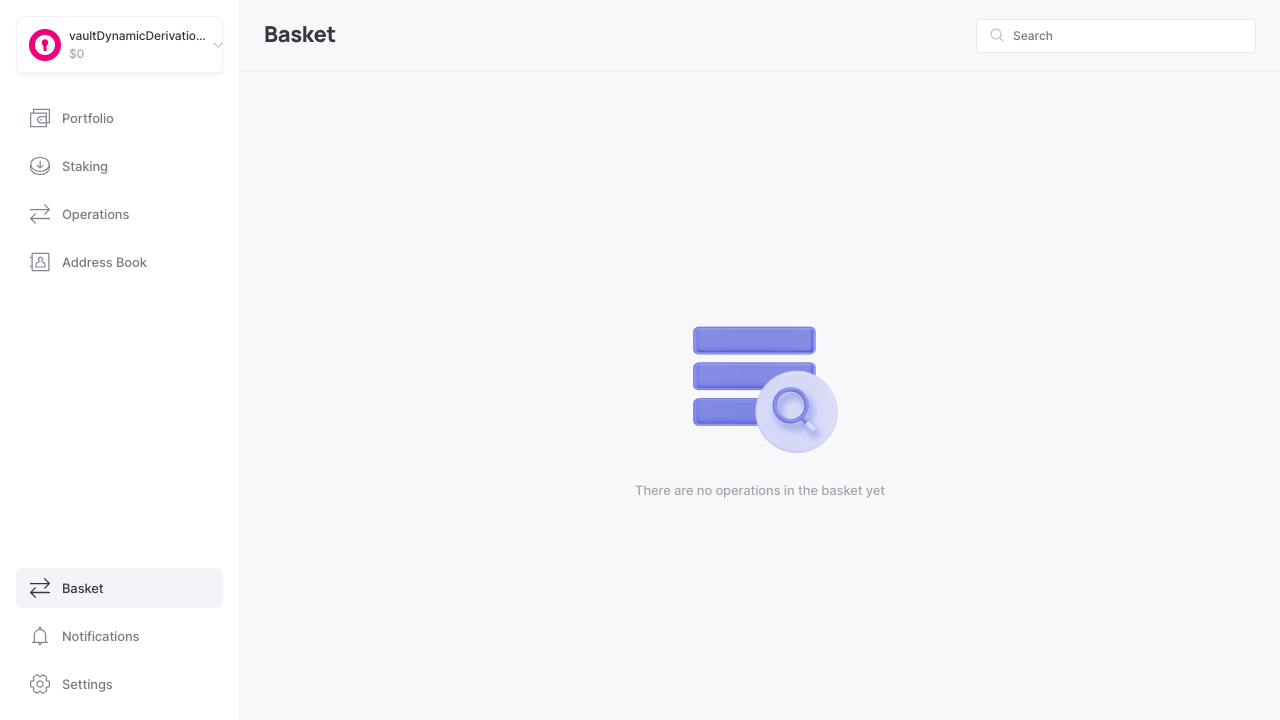 vaultDynamicDerivatio...
$0
Portfolio
Staking
Operations
Address Book
Basket
Notifications
Settings
Basket
Search
There are no operations in the basket yet